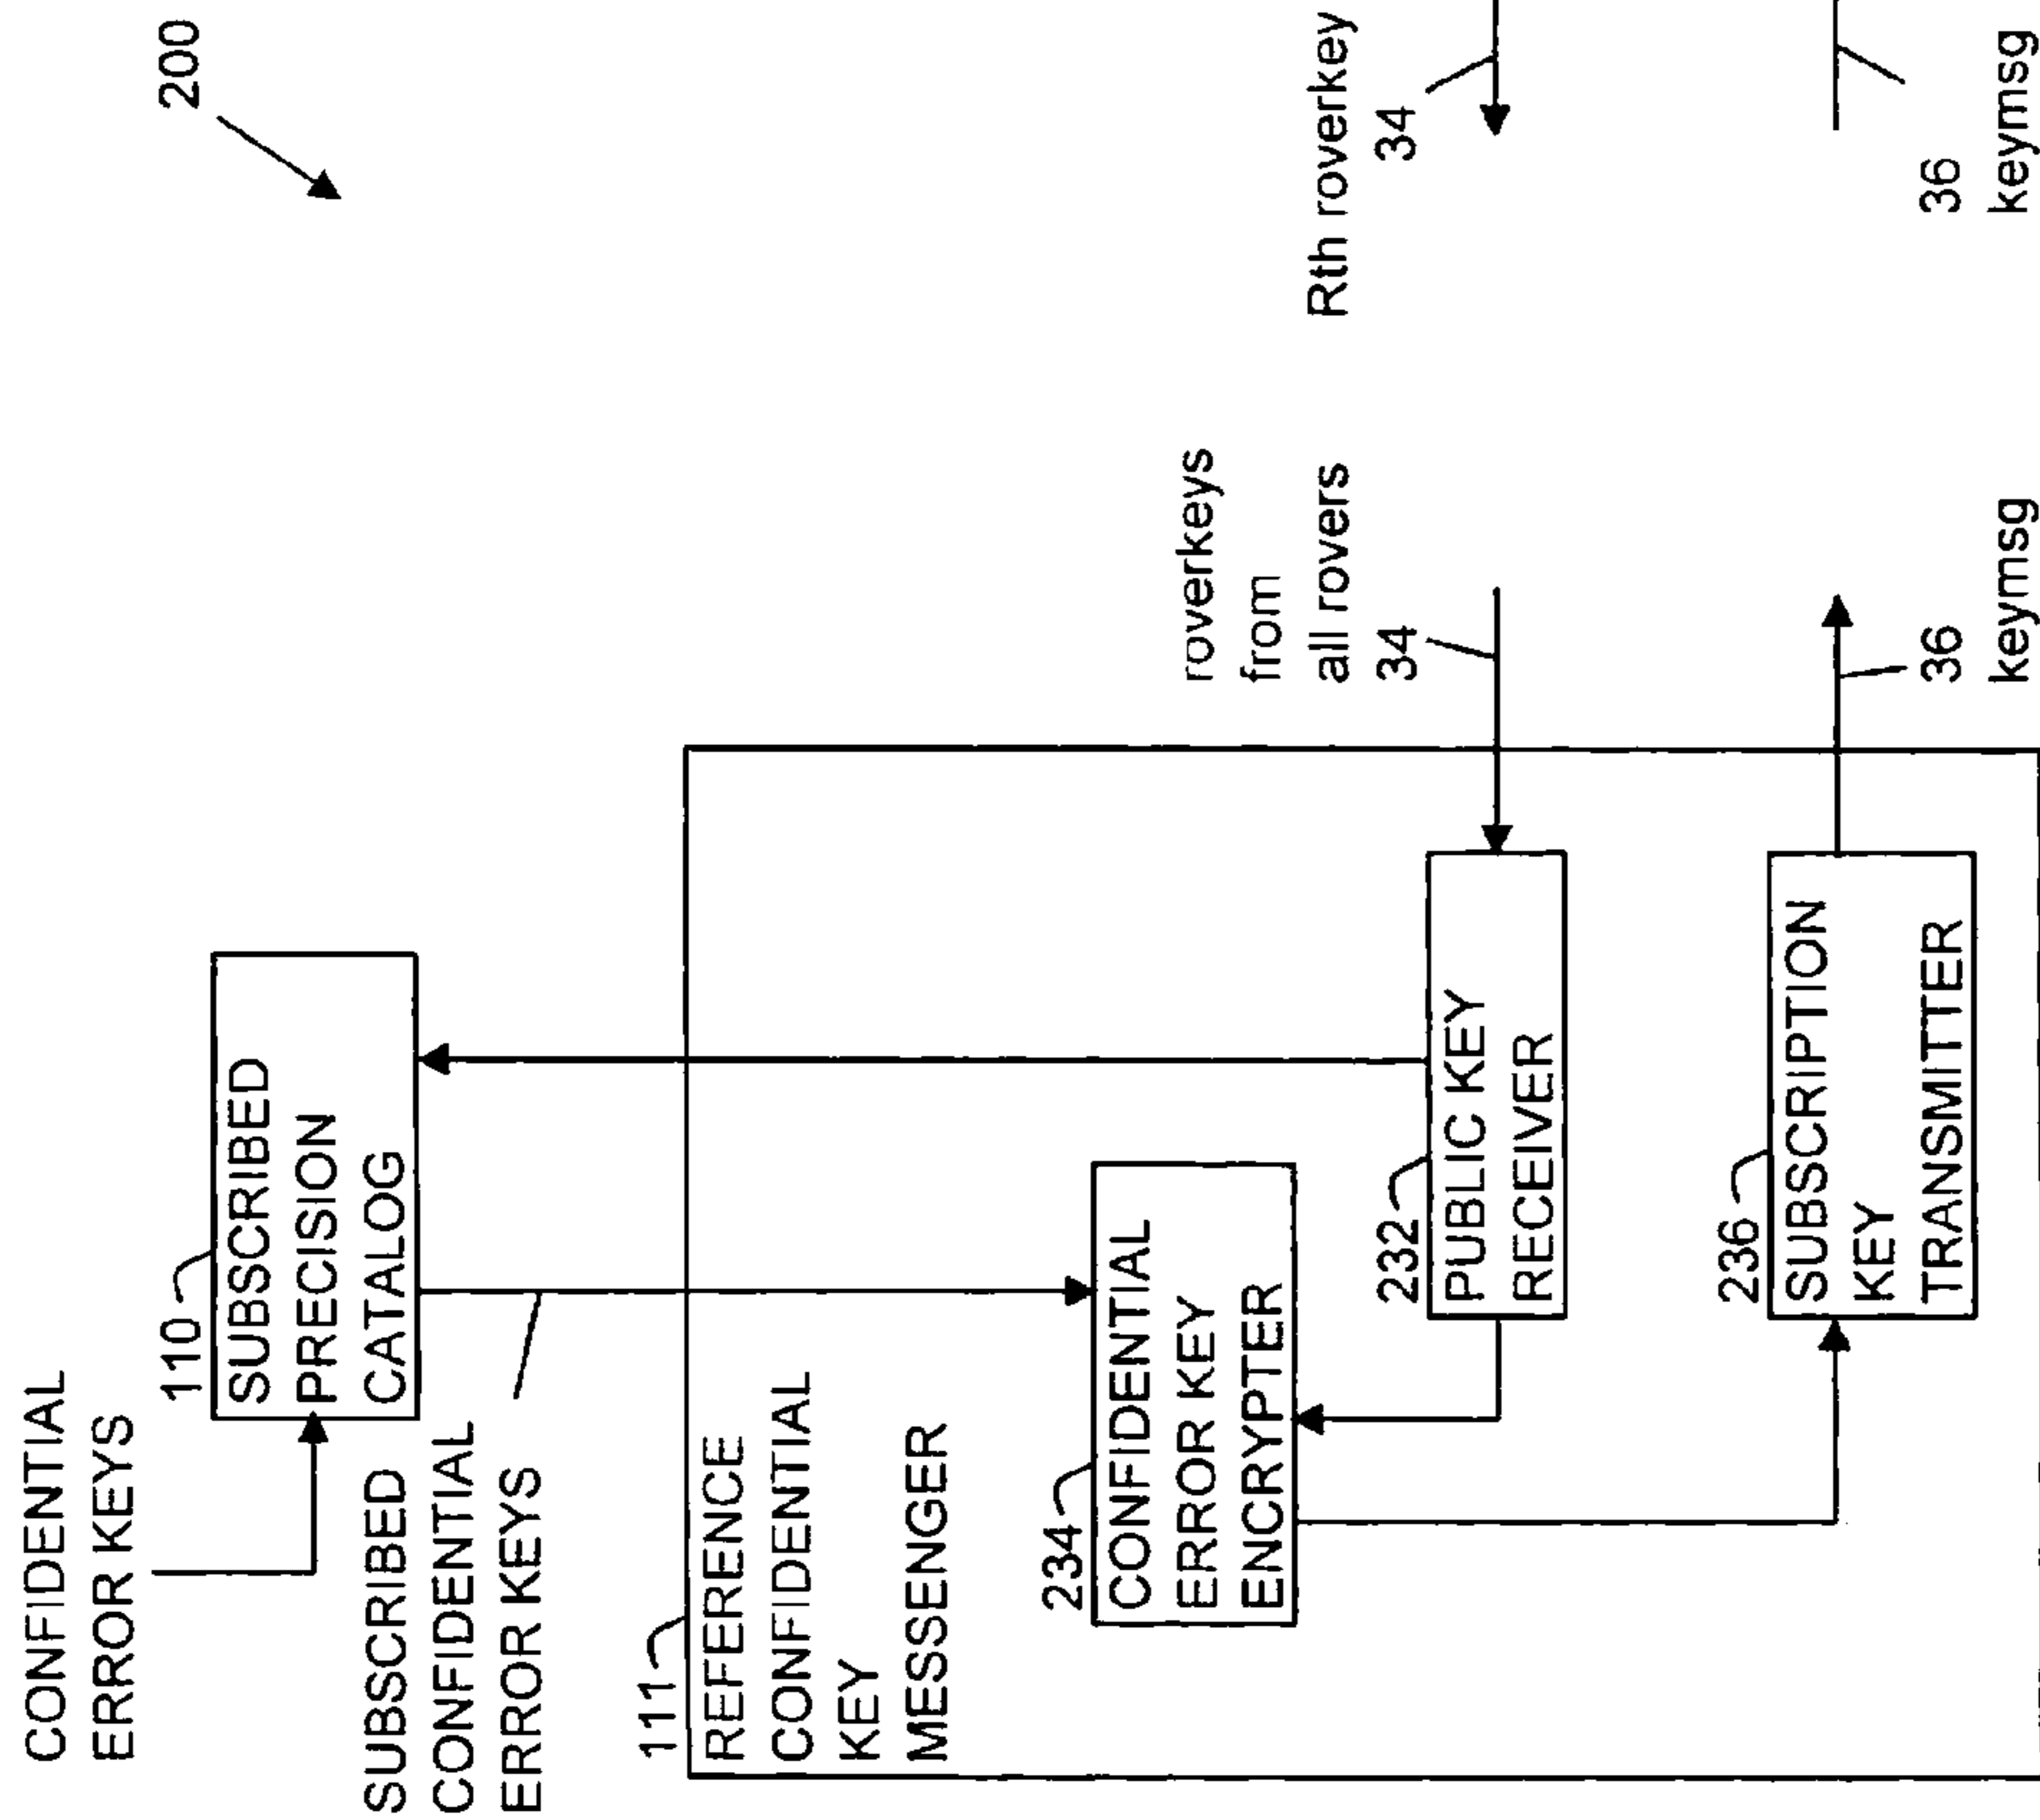 200
CONFIDENTIAL
ERROR KEYS
110
SUBSCRIBED
PRECISION
CATALOG
SUBSCRIBED
CONFIDENTIAL
ERROR KEYS
111
REFERENCE
CONFIDENTIAL
KEY
MESSENGER
234
CONFIDENTIAL
ERROR KEY
ENCRYPTER
232
PUBLIC KEY
RECEIVER
236
SUBSCRIPTION
KEY
TRANSMITTER
roverkeys
from
all rovers
34
36
keymsg
Rth roverkey
34
36
keymsg